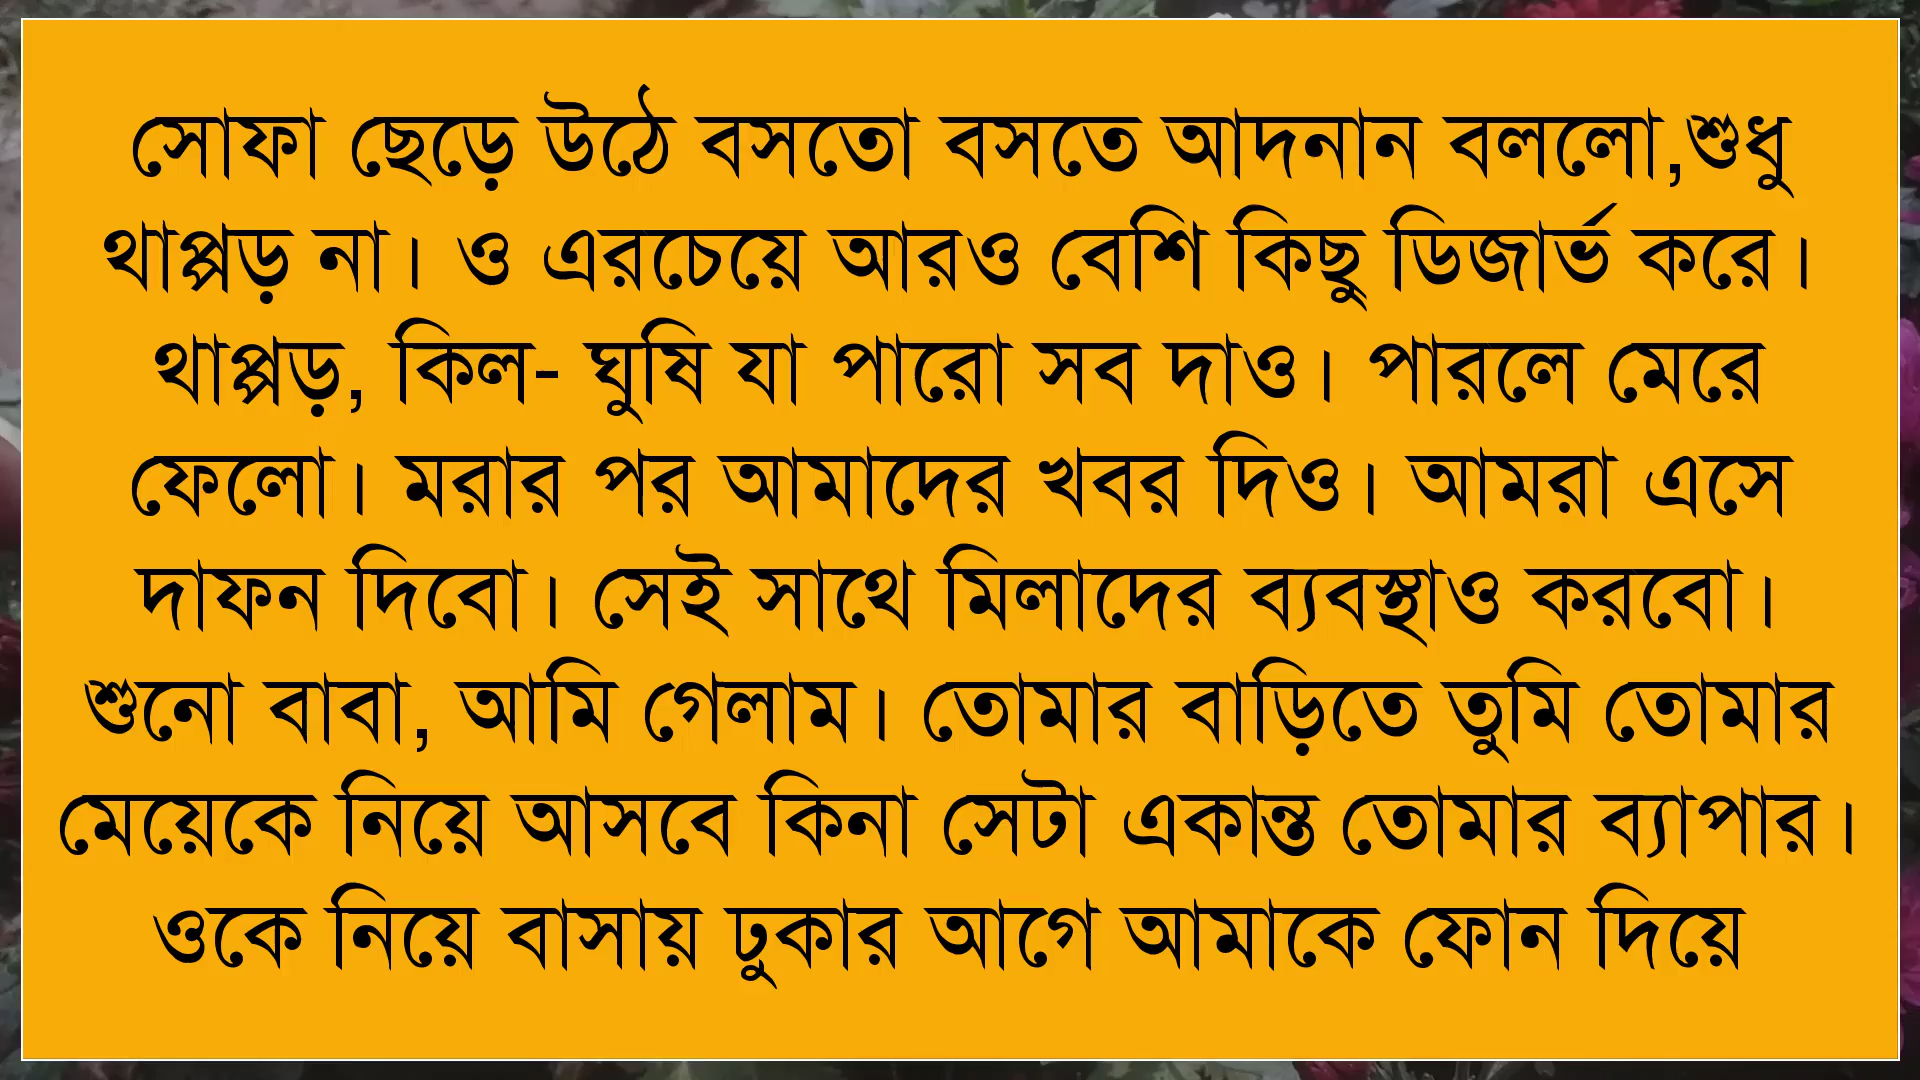 সোফা ছেড়ে উঠে বসতো বসতে আদনান বললো,শুধু
থাপ্পড় না। ও এরচেয়ে আরও বেশি কিছু ডিজার্ভ করে।
থাপ্পড়, কিল- ঘুষি যা পারো সব দাও। পারলে মেরে
ফেলো। মরার পর আমাদের খবর দিও। আমরা এসে
দাফন দিবো। সেই সাথে মিলাদের ব্যবস্থাও করবো।
শুনো বাবা, আমি গেলাম। তোমার বাড়িতে তুমি তোমার
মেয়েকে নিয়ে আসবে কিনা সেটা একান্ত তোমার ব্যাপার।
ওকে নিয়ে বাসায় ঢুকার আগে আমাকে ফোন দিয়ে